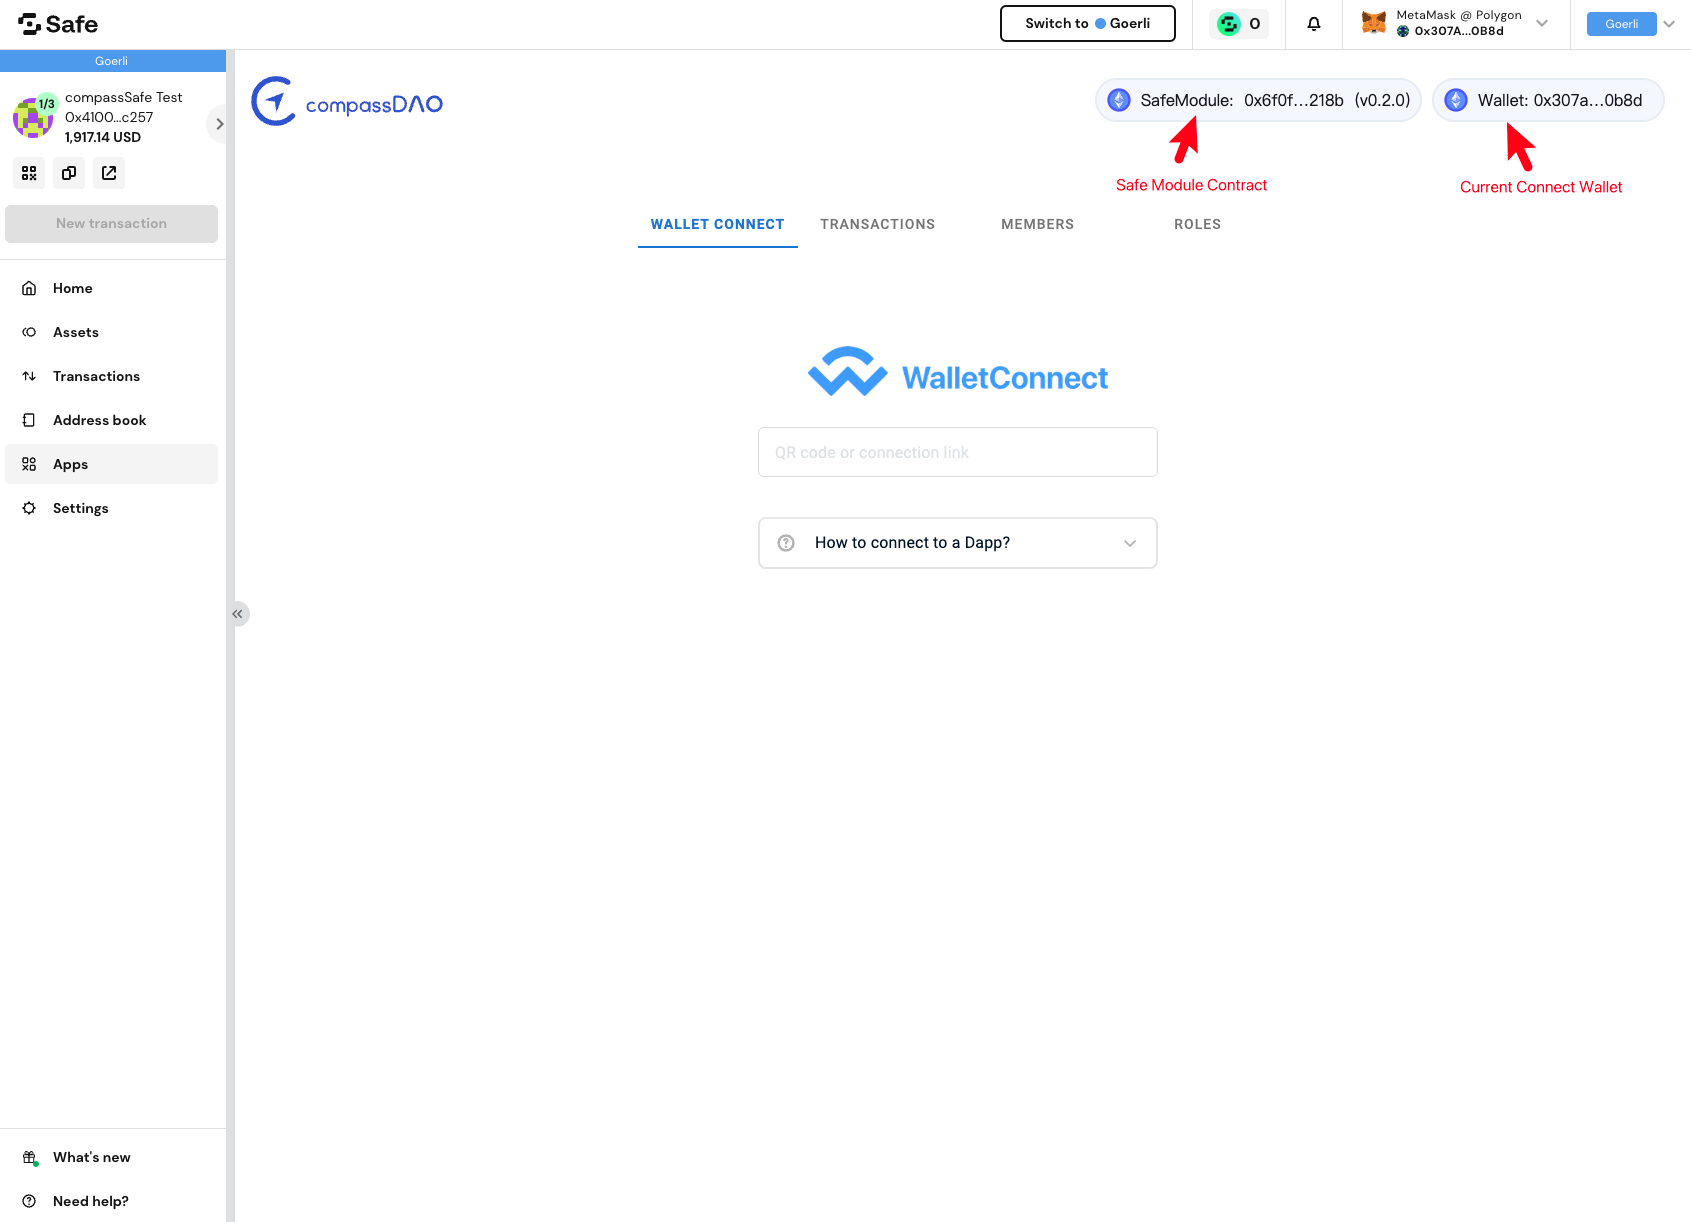 Safe
Switch to Goerli
0
MetaMask @ Polygon
0x307A...0B8d
Goerli
Goerli
1/3
compassSafe Test
0x4100...c257
1,917.14 USD
New transaction
Home
Assets
Transactions
Address book
Apps
Settings
What's new
Need help?
compassDAO
SafeModule: 0x6f0f...218b (v0.2.0)
Wallet: 0x307a...0b8d
Safe Module Contract
Current Connect Wallet
WALLET CONNECT
TRANSACTIONS
MEMBERS
ROLES
WalletConnect
QR code or connection link
How to connect to a Dapp?